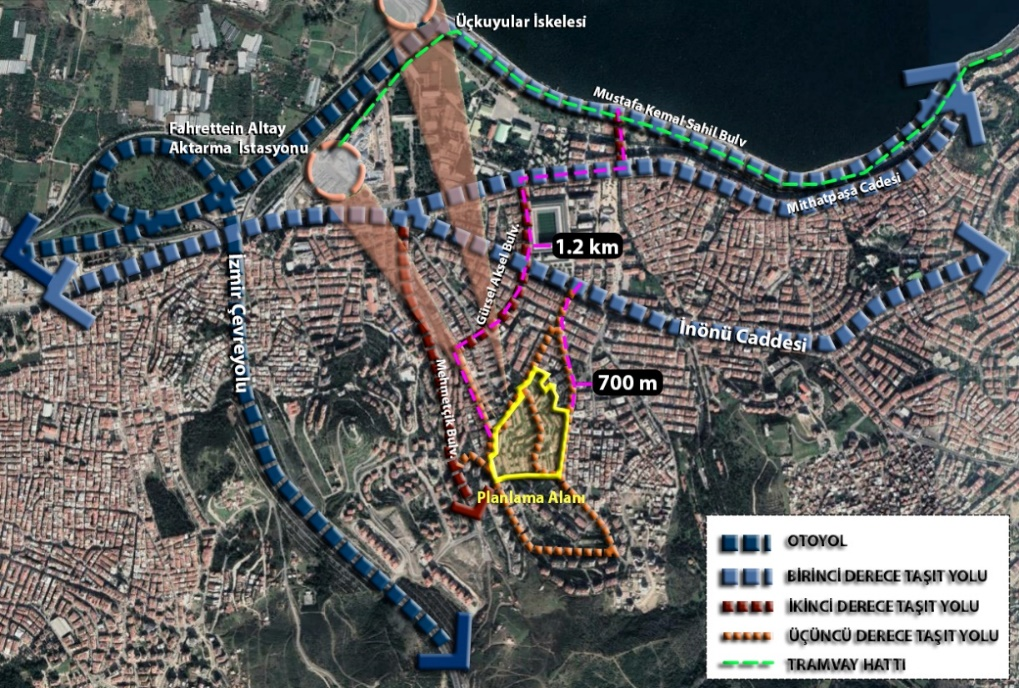 Üçkuyular İskelesi
Mustafa Kemal Sahil Bulv
Fahrettein Altay
Aktarma İstasyonu
Mithatpaşa Cadesi
1.2 km
Gürsel Aksel Bulv.
İzmir Çevreyolu
İnönü Caddesi
700 m
Mehmetçik Bulv.
Planlama Alanı
OTOYOL
BİRİNCİ DERECE TAŞIT YOLU
İKİNCİ DERECE TAŞIT YOLU
ÜÇÜNCÜ DERECE TAŞIT YOLU
TRAMVAY HATTI